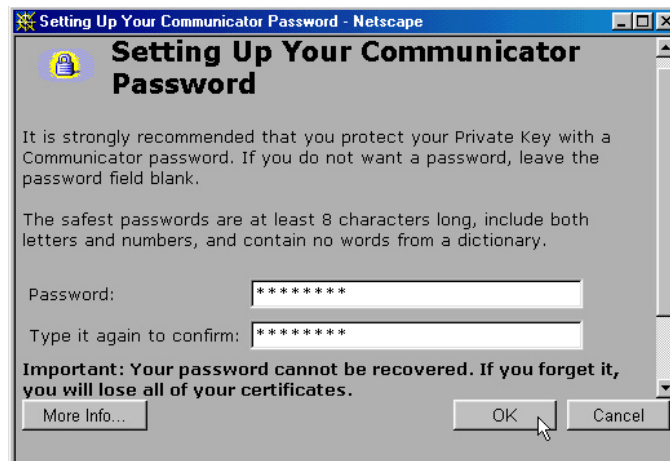 Setting Up Your Communicator Password - Netscape
Setting Up Your Communicator
Password
It is strongly recommended that you protect your Private Key with a
Communicator password. If you do not want a password, leave the
password field blank.
The safest passwords are at least 8 characters long, include both
letters and numbers, and contain no words from a dictionary.
Password: ********
Type it again to confirm: ********
Important: Your password cannot be recovered. If you forget it,
you will lose all of your certificates.
More Info... OK Cancel